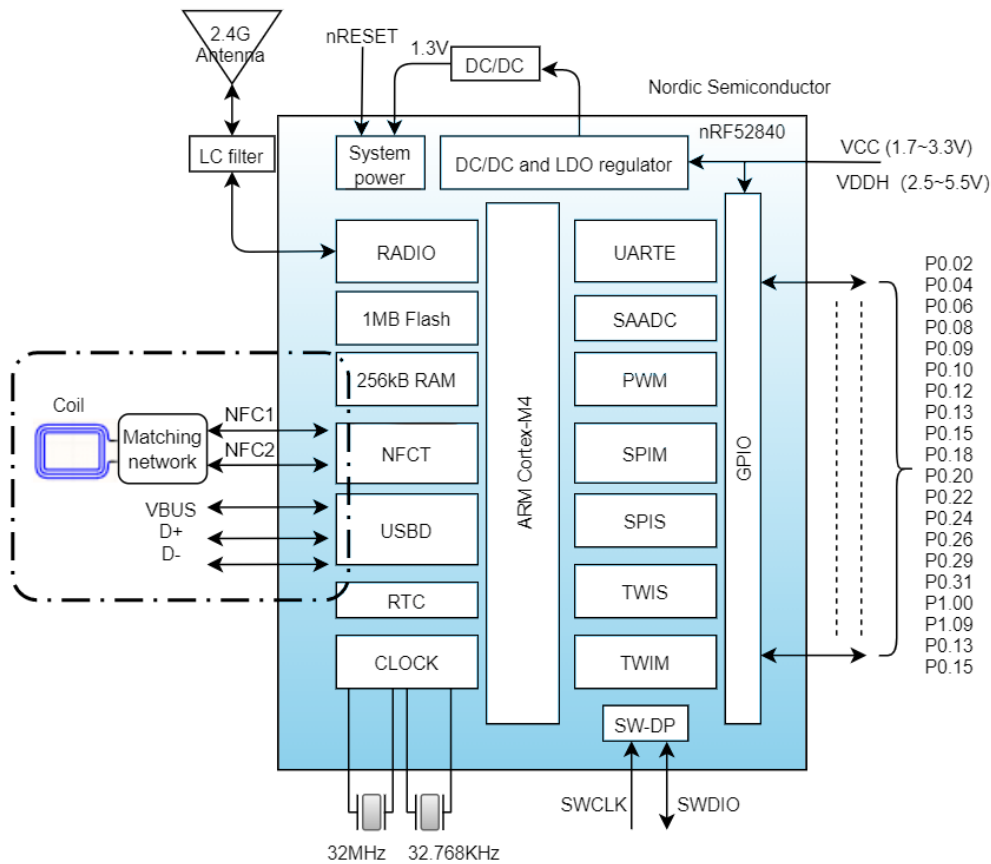 2.4G
Antenna
nRESET
1.3V
DC/DC
Nordic Semiconductor
nRF52840
LC filter
System
power
DC/DC and LDO regulator
VCC (1.7~3.3V)
VDDH (2.5~5.5V)
RADIO
1MB Flash
256kB RAM
NFCT
USBD
RTC
CLOCK
ARM Cortex-M4
UARTE
SAADC
PWM
SPIM
SPIS
TWIS
TWIM
SW-DP
GPIO
Coil
Matching
network
NFC1
NFC2
VBUS
D+
D-
P0.02
P0.04
P0.06
P0.08
P0.09
P0.10
P0.12
P0.13
P0.15
P0.18
P0.20
P0.22
P0.24
P0.26
P0.29
P0.31
P1.00
P1.09
P0.13
P0.15
SWCLK
SWDIO
32MHz
32.768KHz